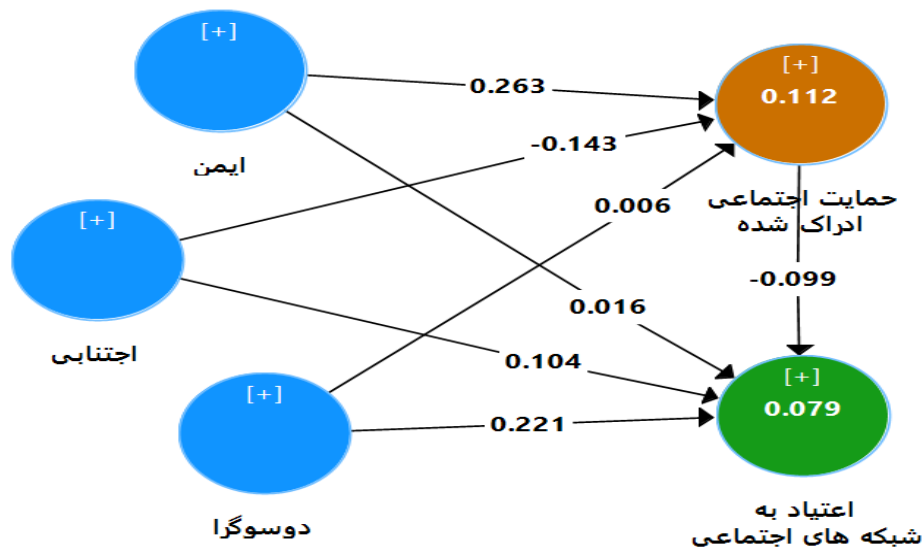 [+]
ایمن
[+]
اجتنابی
[+]
دوسوگرا
0.263
-0.143
0.006
0.016
0.104
0.221
[+]
0.112
حمایت اجتماعی
ادراک شده
-0.099
[+]
0.079
اعتیاد به
شبکه های اجتماعی